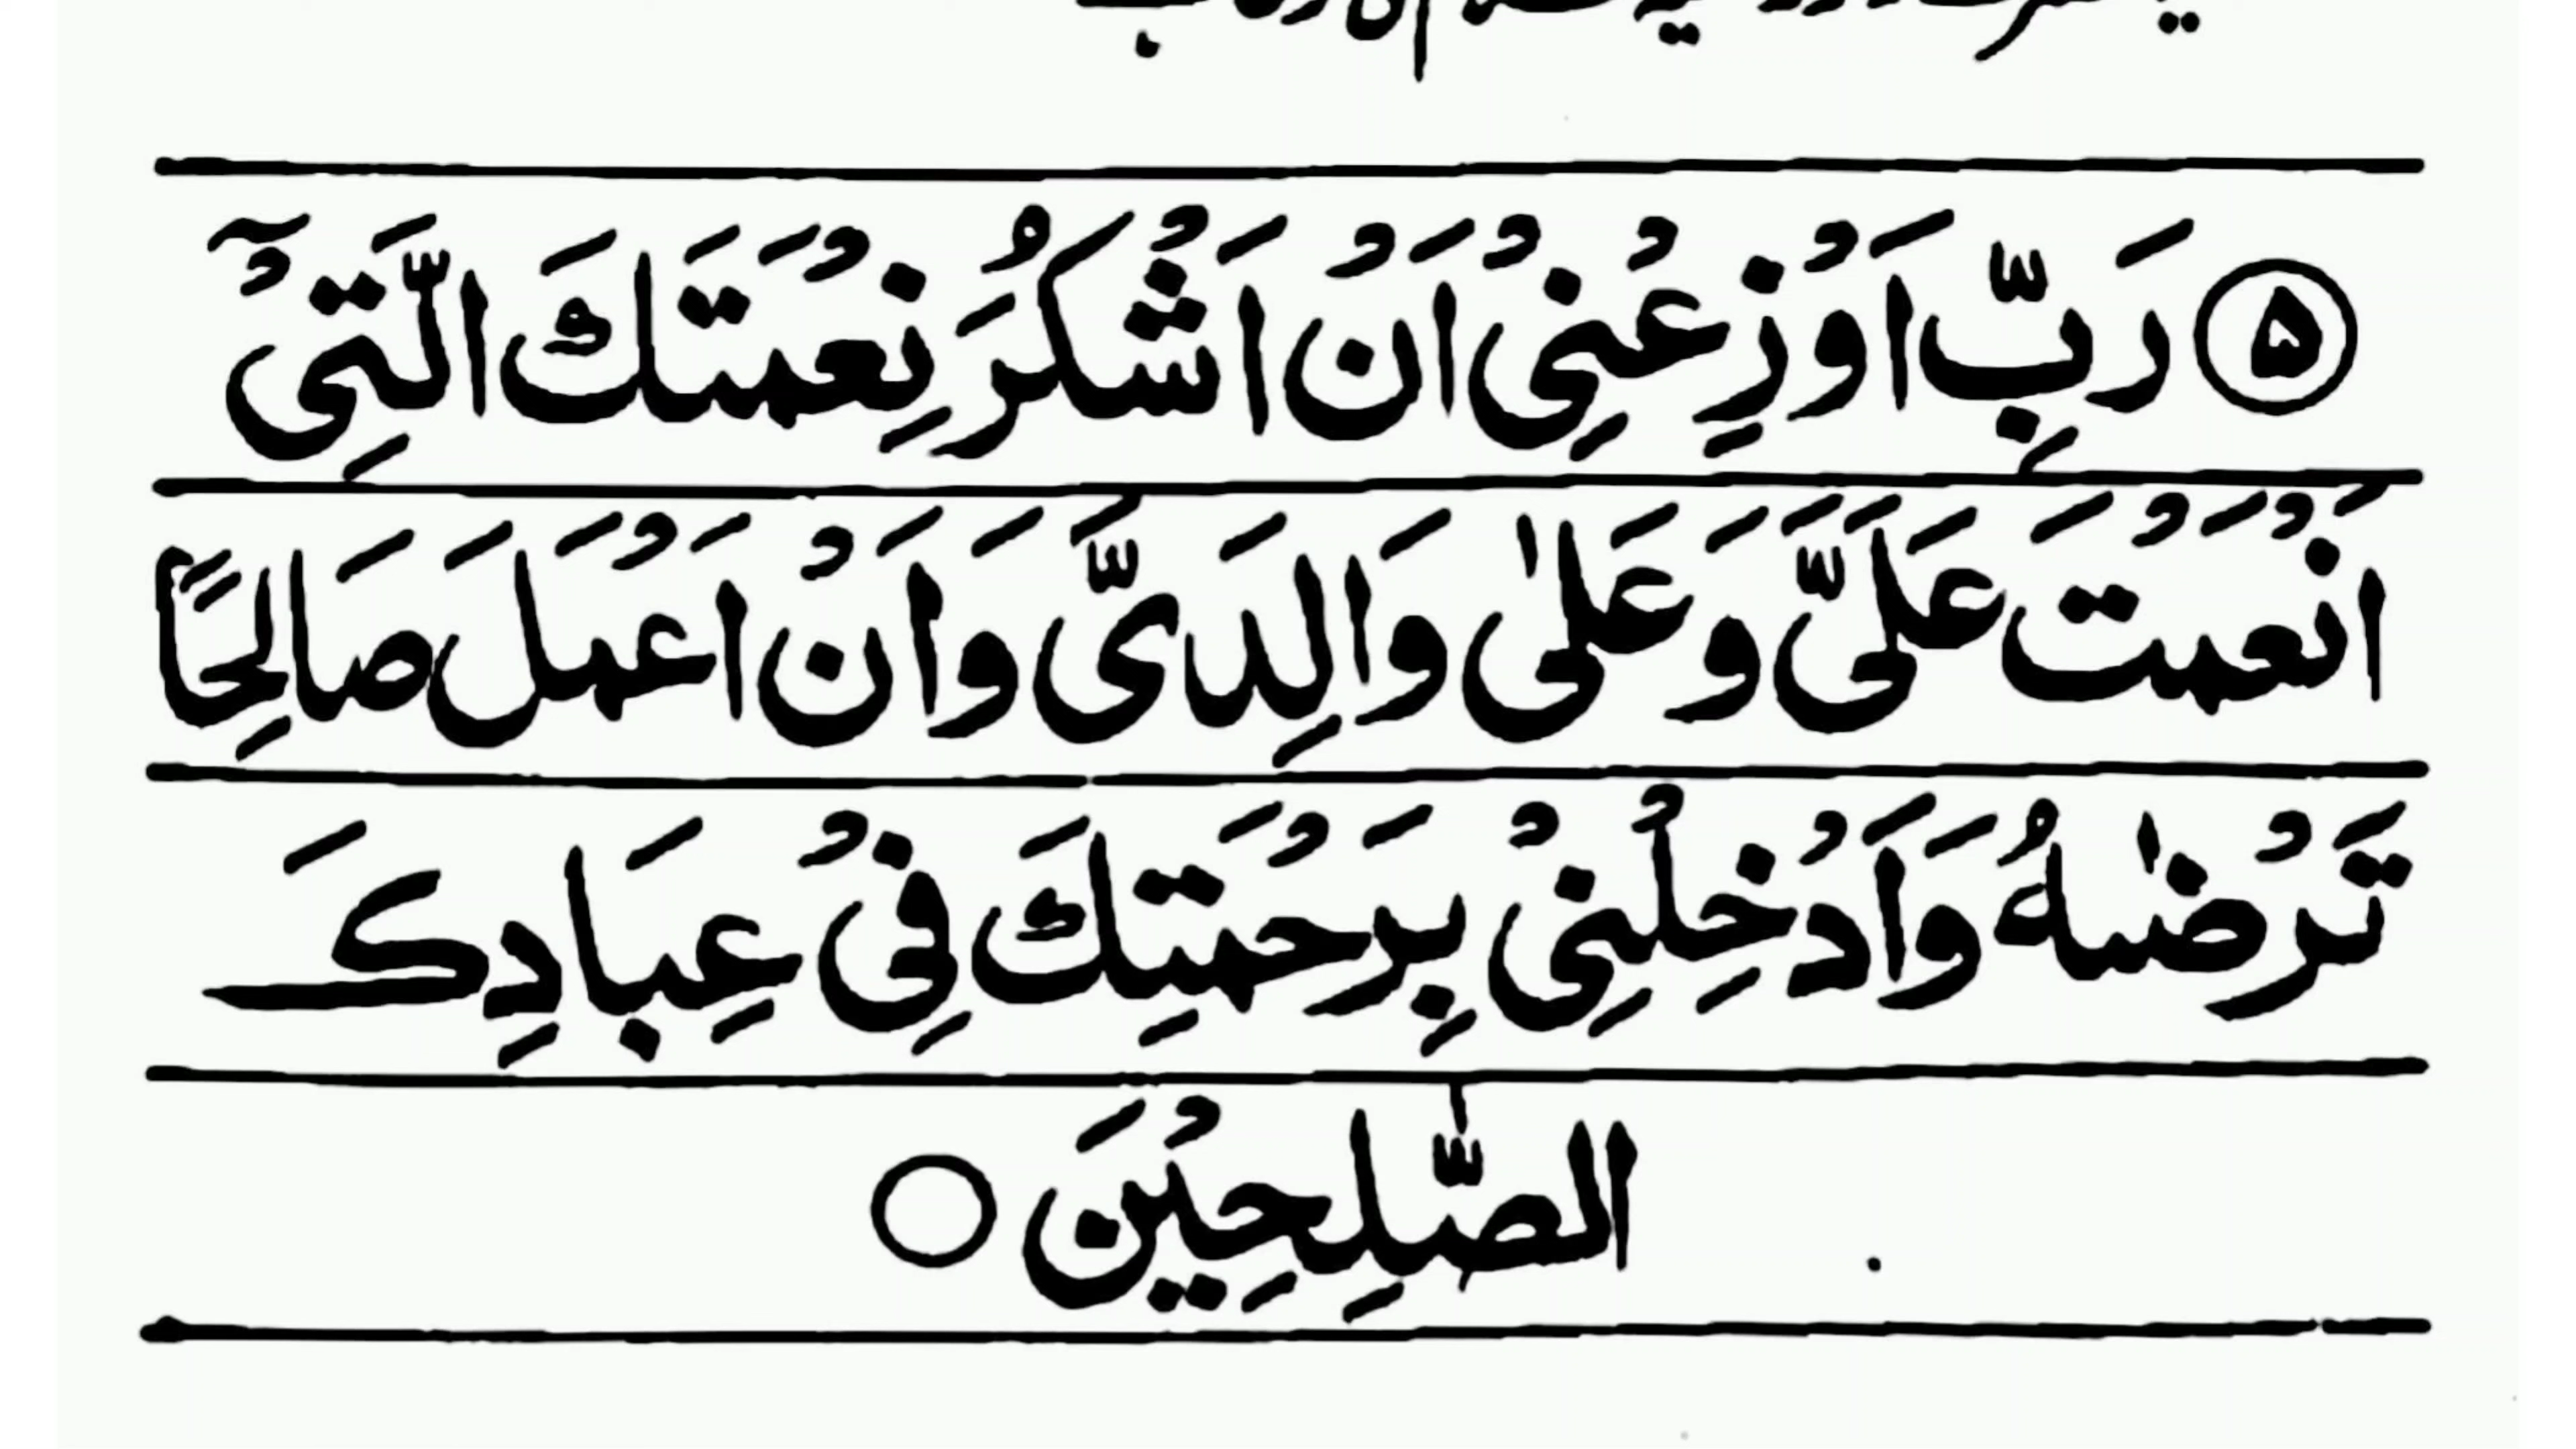 ۵ رَبِّ اَوْزِعْنِیْ اَنْ اَشْكُرَ نِعْمَتَكَ الَّتِیْۤ
اَنْعَمْتَ عَلَیَّ وَعَلٰی وَالِدَیَّ وَاَنْ اَعْمَلَ صَالِحًا
تَرْضٰىهُ وَاَدْخِلْنِیْ بِرَحْمَتِكَ فِیْ عِبَادِكَ
الصّٰلِحِیْنَ ○